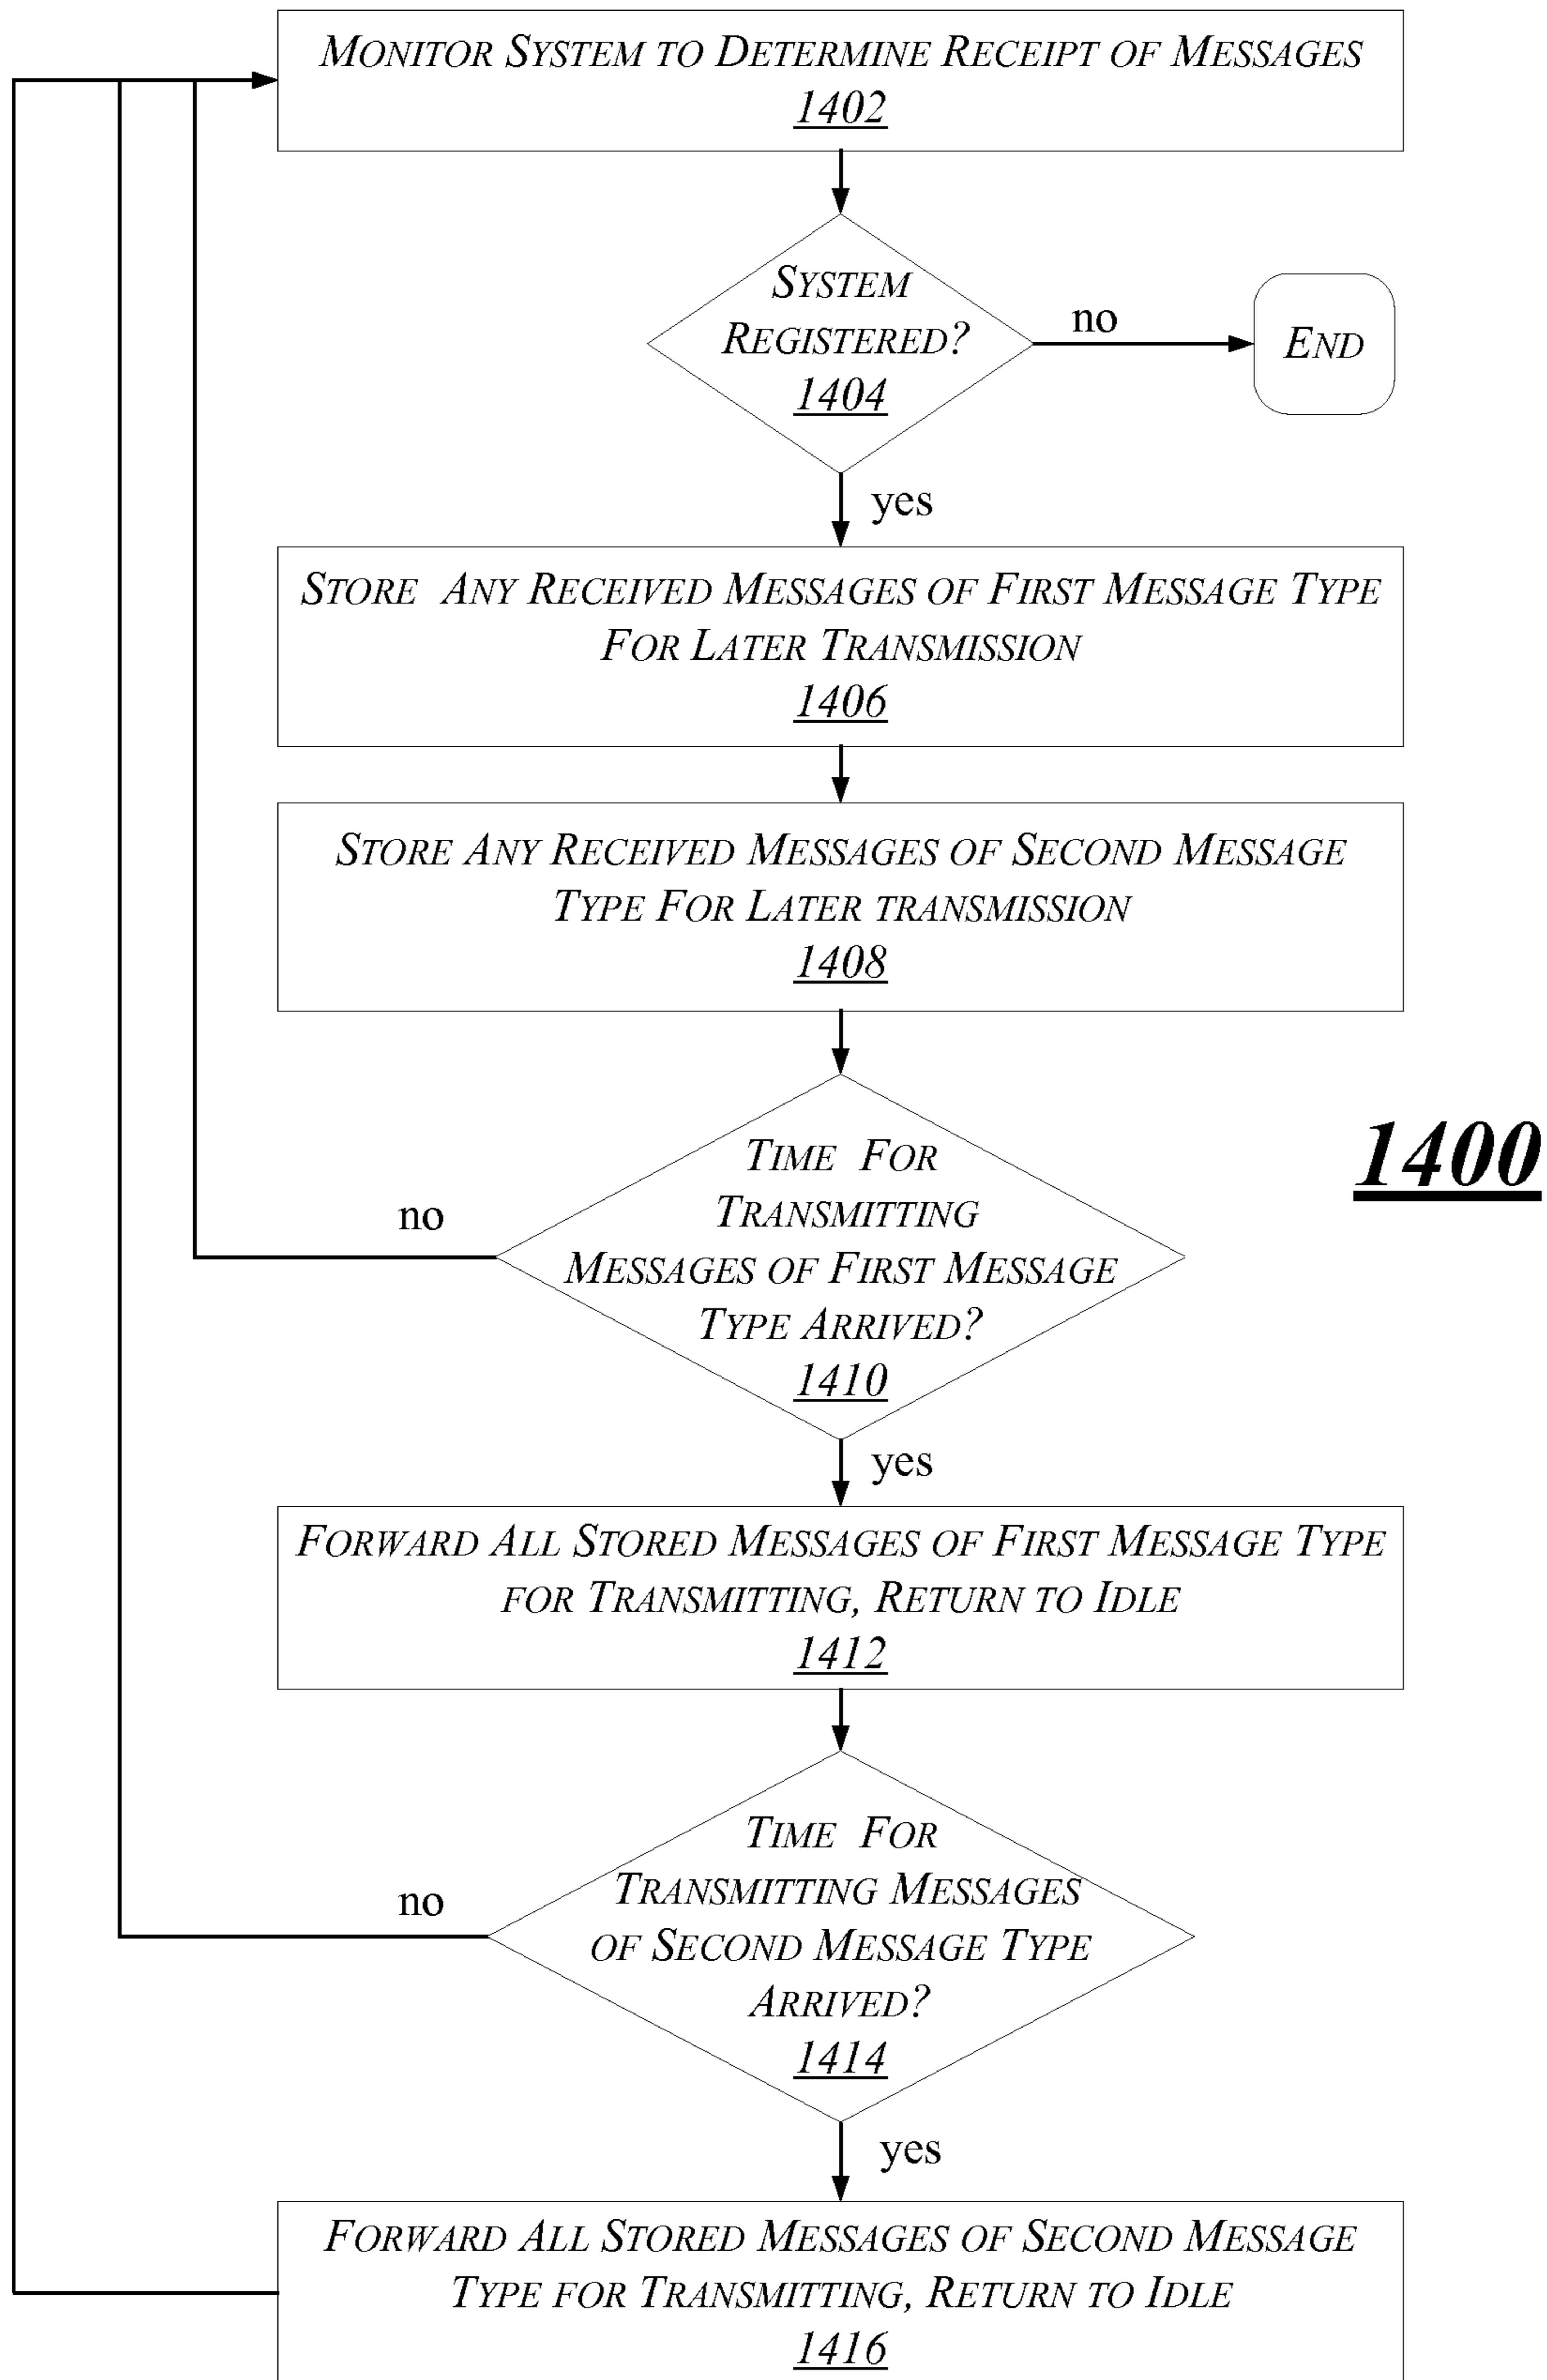 MONITOR SYSTEM TO DETERMINE RECEIPT OF MESSAGES
1402
SYSTEM
REGISTERED?
1404
no
END
yes
STORE ANY RECEIVED MESSAGES OF FIRST MESSAGE TYPE
FOR LATER TRANSMISSION
1406
STORE ANY RECEIVED MESSAGES OF SECOND MESSAGE
TYPE FOR LATER TRANSMISSION
1408
TIME FOR
TRANSMITTING
MESSAGES OF FIRST MESSAGE
TYPE ARRIVED?
1410
no
1400
yes
FORWARD ALL STORED MESSAGES OF FIRST MESSAGE TYPE
FOR TRANSMITTING, RETURN TO IDLE
1412
TIME FOR
TRANSMITTING MESSAGES
OF SECOND MESSAGE TYPE
ARRIVED?
1414
no
yes
FORWARD ALL STORED MESSAGES OF SECOND MESSAGE
TYPE FOR TRANSMITTING, RETURN TO IDLE
1416